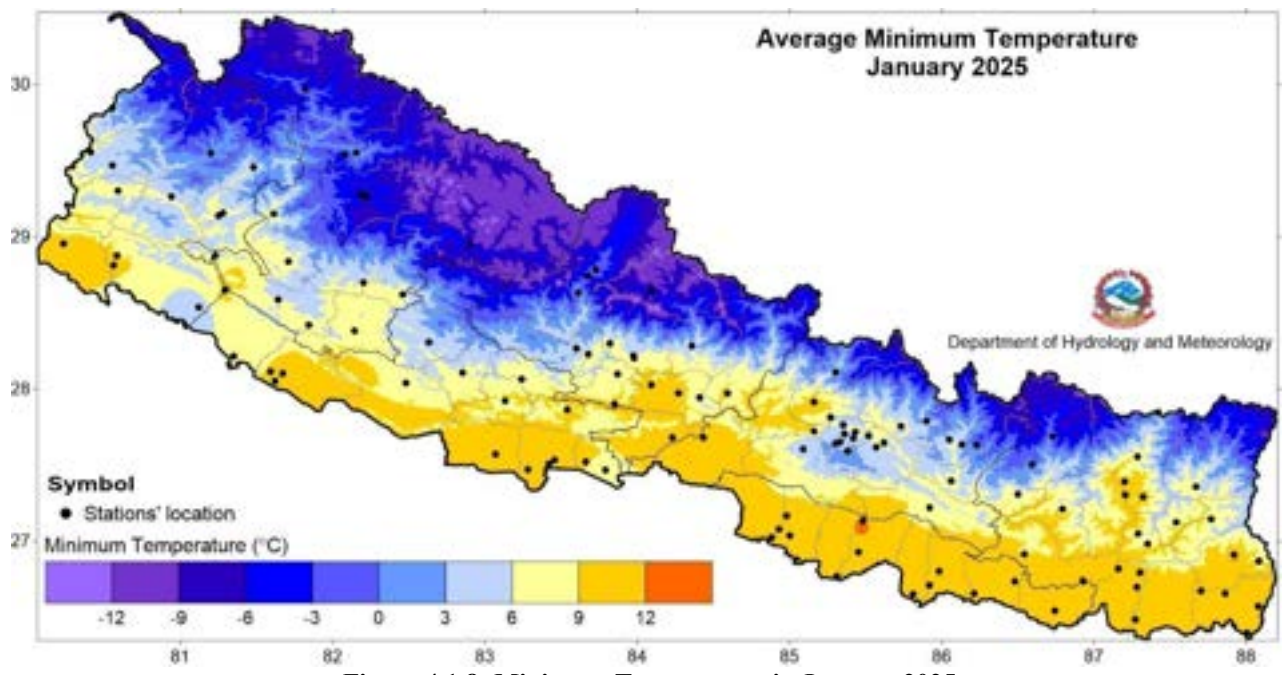 Average Minimum Temperature
January 2025
30
29
Department of Hydrology and Meteorology
28
Symbol
Stations' location
27
Minimum Temperature (°C)
-12 -9 -6 -3 0 3 6 9 12
81 82 83 84 85 86 87 88